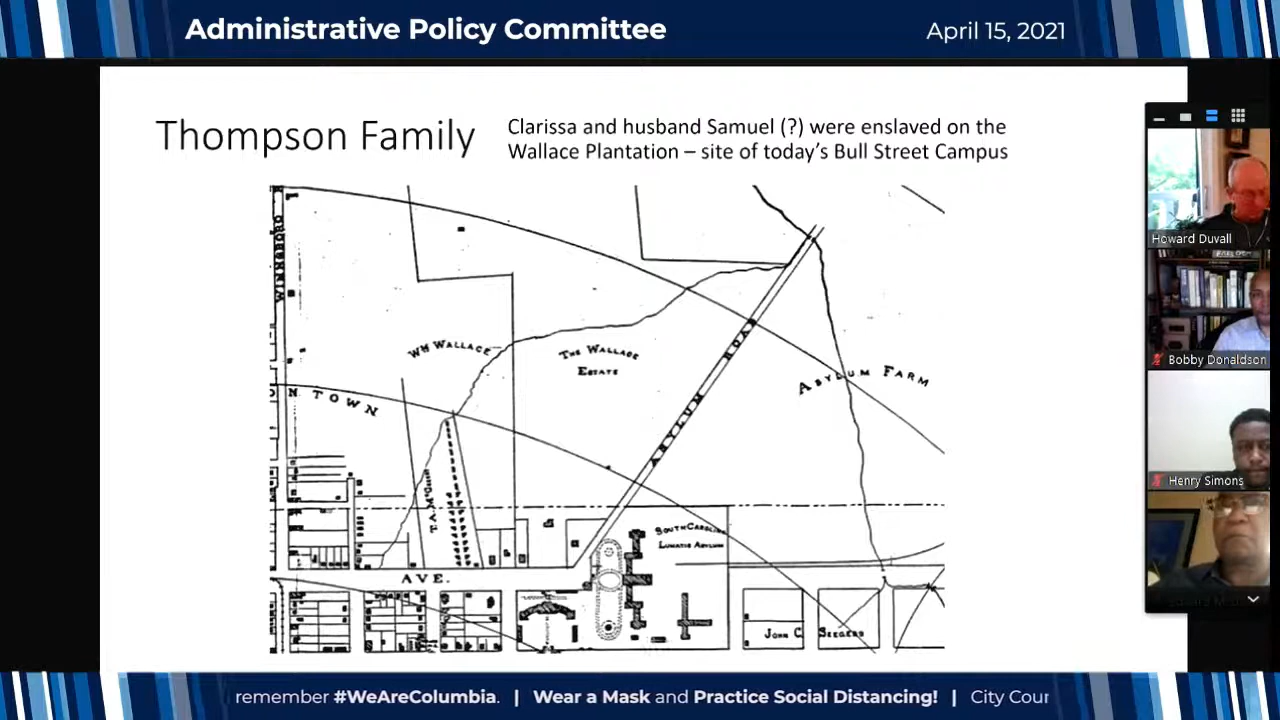 Administrative Policy Committee
April 15, 2021
Thompson Family
Clarissa and husband Samuel (?) were enslaved on the
Wallace Plantation – site of today's Bull Street Campus
WINNSBORO
WM WALLACE
THE WALLACE
ESTATE
ASYLUM ROAD
ASYLUM FARM
N TOWN
SOUTH CAROLINA
LUNATIC ASYLUM
AVE.
JOHN C. SEEGERS
Howard Duvall
Bobby Donaldson
Henry Simons
remember #WeAreColumbia. | Wear a Mask and Practice Social Distancing! | City Cour